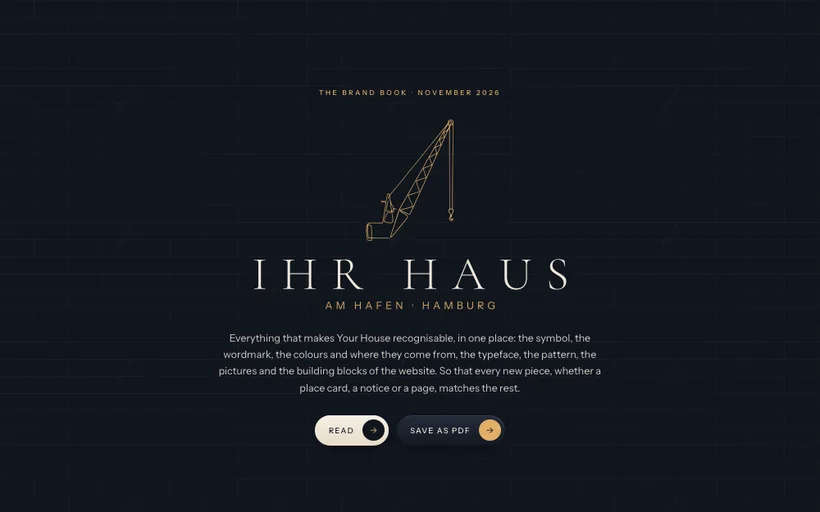 THE BRAND BOOK · NOVEMBER 2026
IHR HAUS
AM HAFEN · HAMBURG
Everything that makes Your House recognisable, in one place: the symbol, the
wordmark, the colours and where they come from, the typeface, the pattern, the
pictures and the building blocks of the website. So that every new piece, whether a
place card, a notice or a page, matches the rest.
READ → SAVE AS PDF →